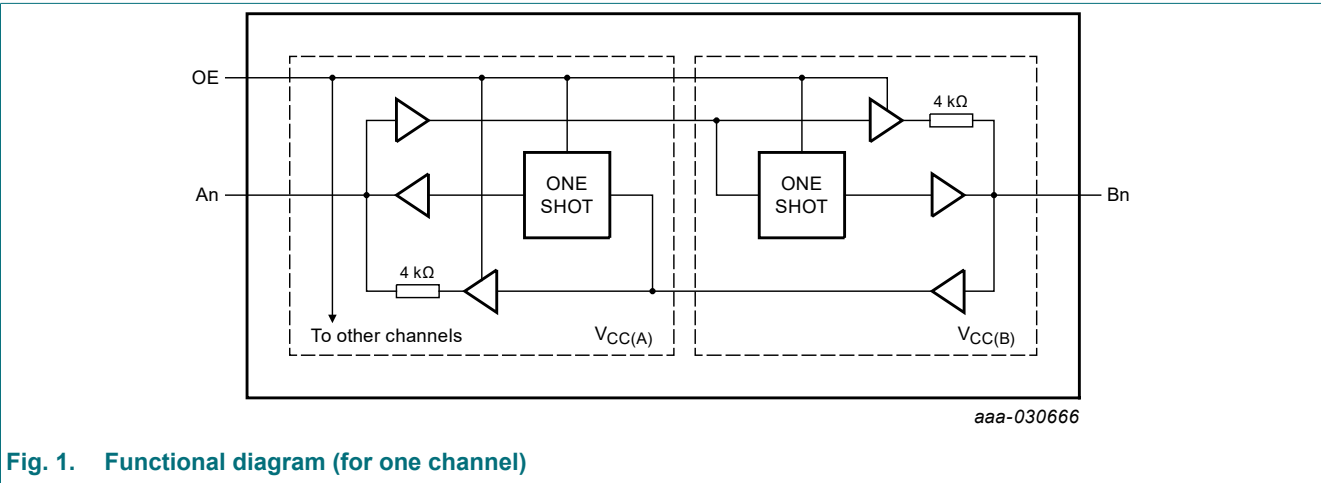 OE
4 kΩ
An
ONE
SHOT
ONE
SHOT
Bn
4 kΩ
To other channels
VCC(A)
VCC(B)
aaa-030666
Fig. 1. Functional diagram (for one channel)